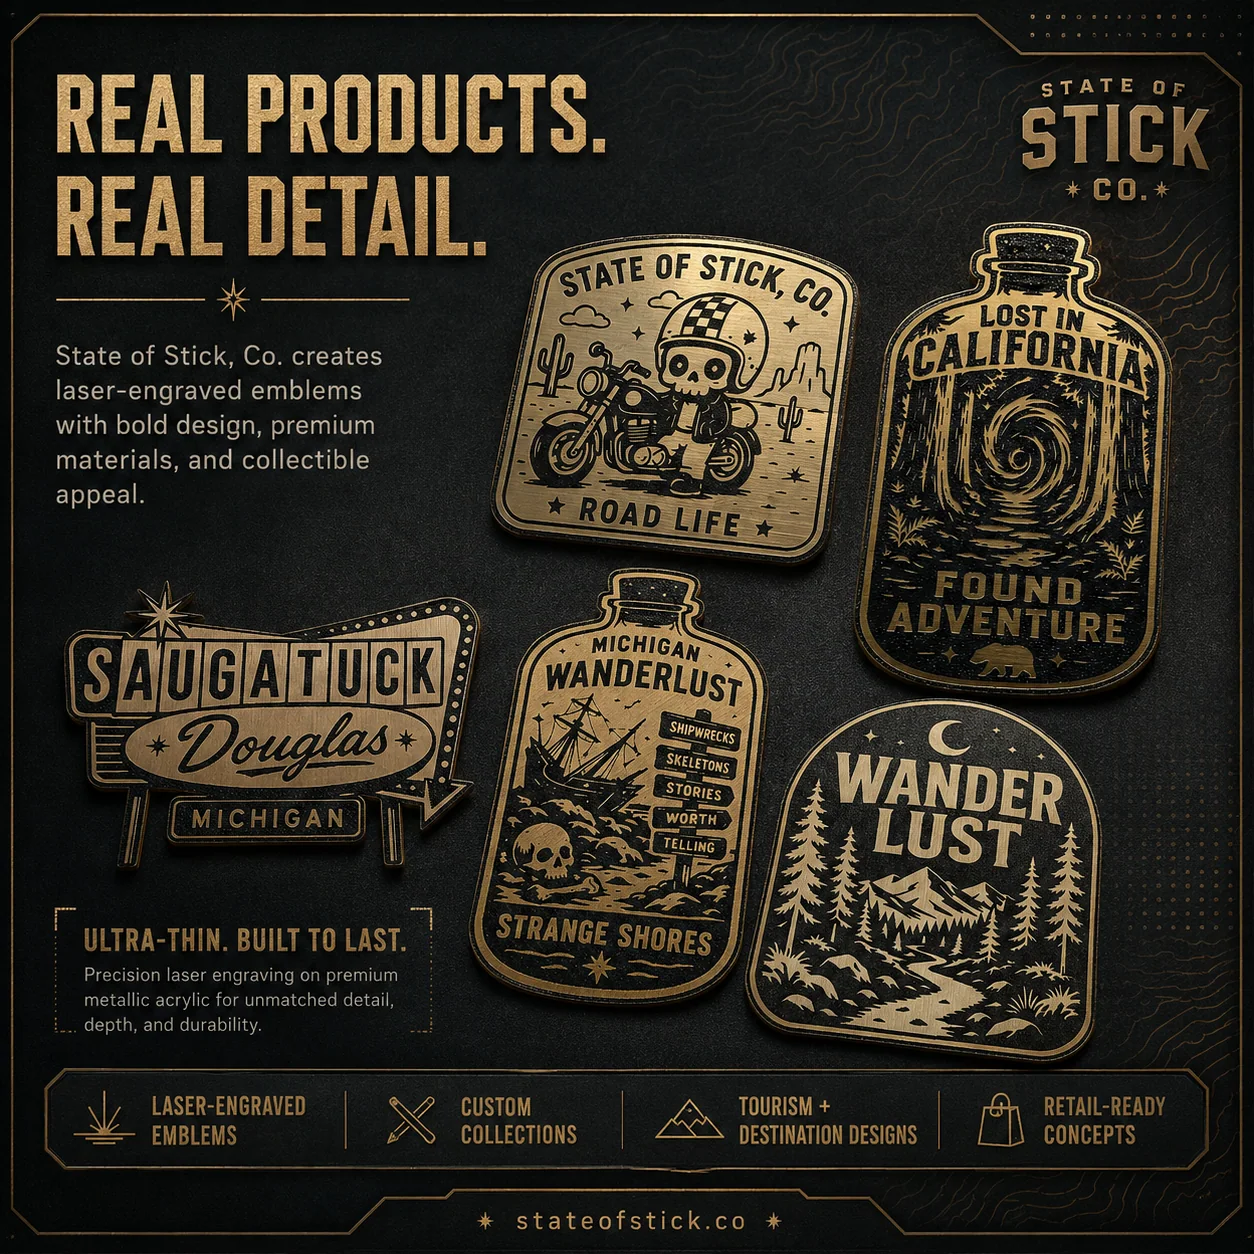 REAL PRODUCTS.
REAL DETAIL.
STATE OF
STICK
CO.
State of Stick, Co. creates
laser-engraved emblems
with bold design, premium
materials, and collectible
appeal.
STATE OF STICK, CO.
ROAD LIFE
LOST IN
CALIFORNIA
FOUND
ADVENTURE
SAUGATUCK
Douglas
MICHIGAN
MICHIGAN
WANDERLUST
SHIPWRECKS
SKELETONS
STORIES
WORTH
TELLING
STRANGE SHORES
WANDER
LUST
ULTRA-THIN. BUILT TO LAST.
Precision laser engraving on premium
metallic acrylic for unmatched detail,
depth, and durability.
LASER-ENGRAVED
EMBLEMS
CUSTOM
COLLECTIONS
TOURISM +
DESTINATION DESIGNS
RETAIL-READY
CONCEPTS
stateofstick.co